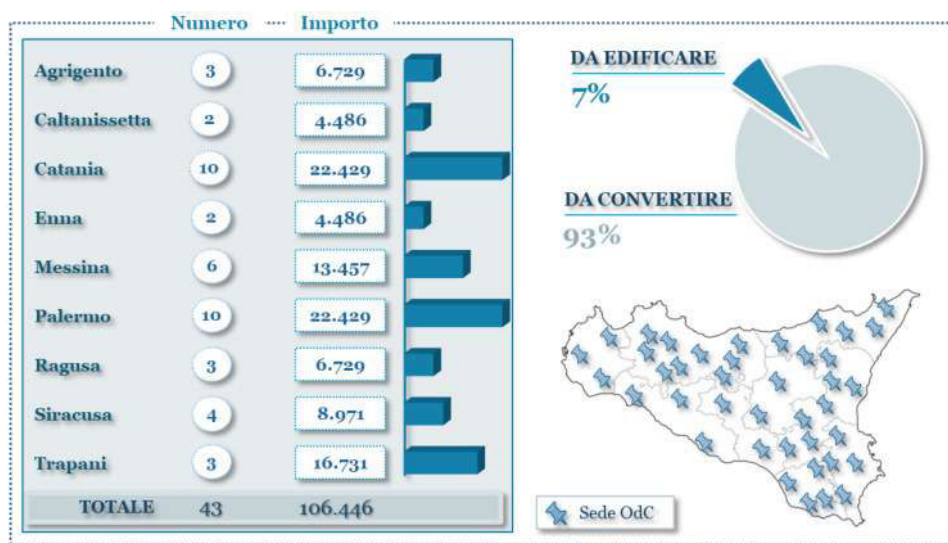 Numero Importo
Agrigento 3 6.729
Caltanissetta 2 4.486
Catania 10 22.429
Enna 2 4.486
Messina 6 13.457
Palermo 10 22.429
Ragusa 3 6.729
Siracusa 4 8.971
Trapani 3 16.731
TOTALE 43 106.446
DA EDIFICARE
7%
DA CONVERTIRE
93%
Sede OdC